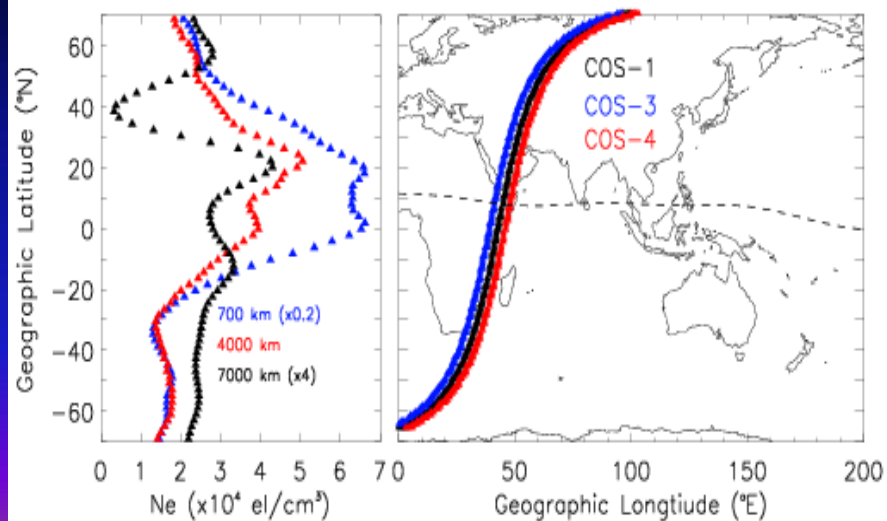 Geographic Latitude (°N)
60
40
20
0
−20
−40
−60
700 km (x0.2)
4000 km
7000 km (x4)
0 1 2 3 4 5 6 7
Ne (x10⁴ el/cm³)
COS-1
COS-3
COS-4
0 50 100 150 200
Geographic Longtiude (°E)